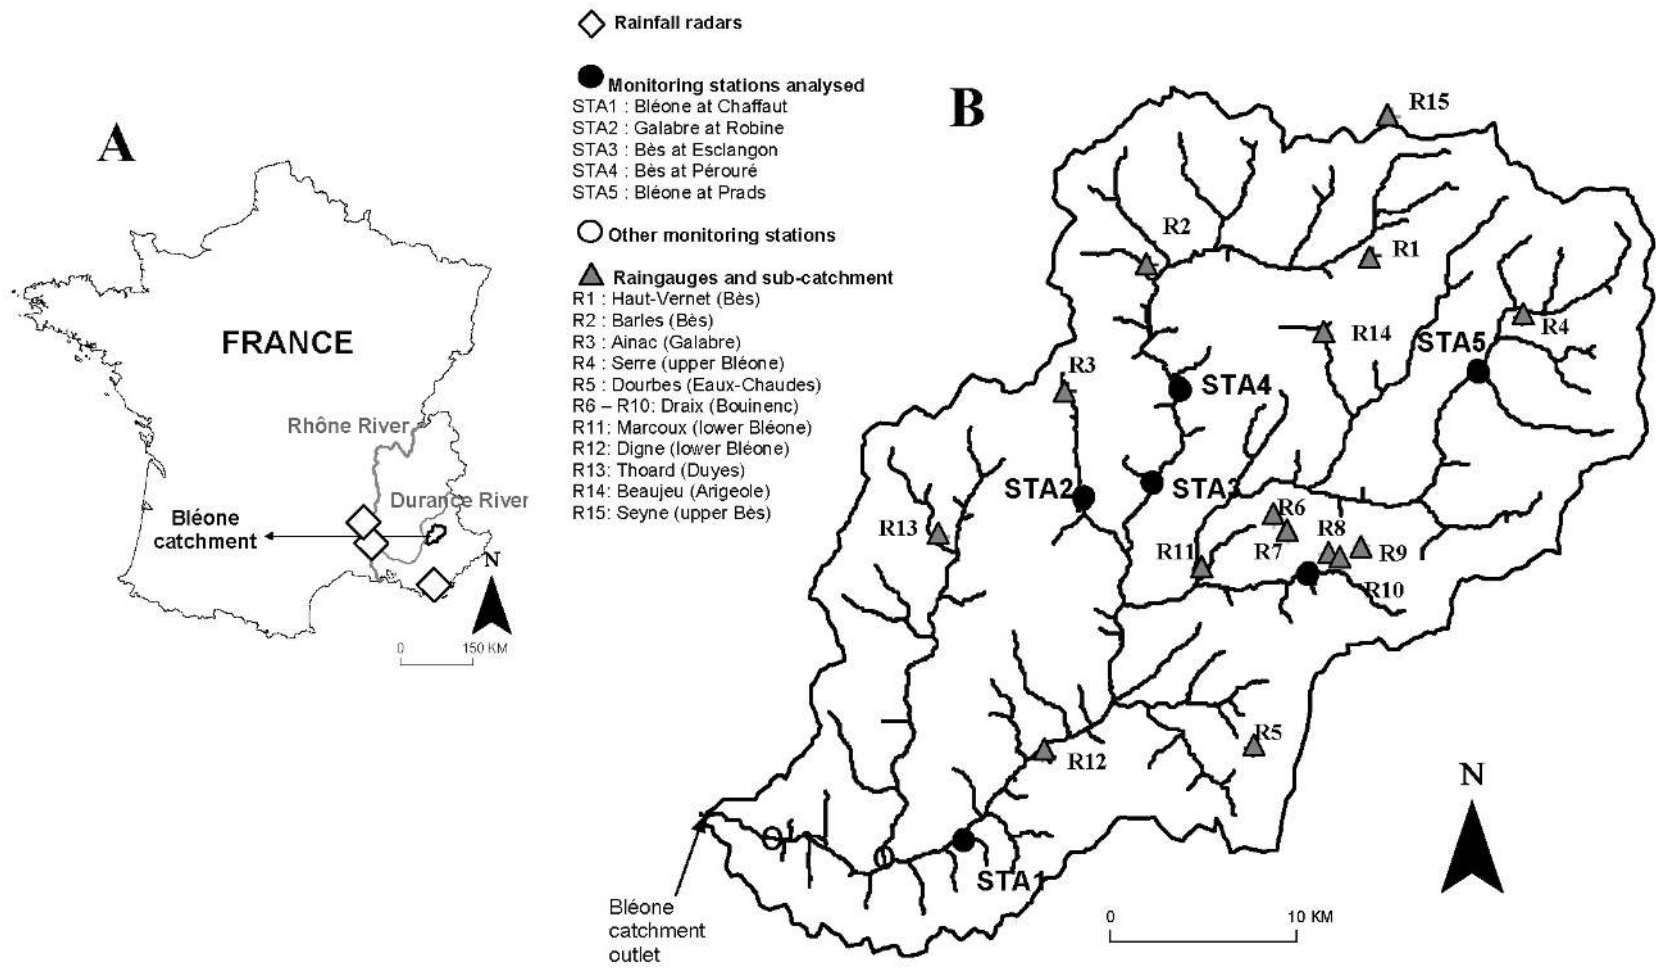 A
FRANCE
Rhône River
Durance River
Bléone
catchment
N
0 150 KM
Rainfall radars
Monitoring stations analysed
STA1 : Bléone at Chaffaut
STA2 : Galabre at Robine
STA3 : Bès at Esclangon
STA4 : Bès at Pérouré
STA5 : Bléone at Prads
Other monitoring stations
Raingauges and sub-catchment
R1 : Haut-Vernet (Bès)
R2 : Barles (Bès)
R3 : Ainac (Galabre)
R4 : Serre (upper Bléone)
R5 : Dourbes (Eaux-Chaudes)
R6 – R10: Draix (Bouinenc)
R11: Marcoux (lower Bléone)
R12: Digne (lower Bléone)
R13: Thoard (Duyes)
R14: Beaujeu (Arigeole)
R15: Seyne (upper Bès)
B
R15
R2
R1
R4
R14
STA5
R3
STA4
STA2
STA3
R6
R13
R7
R8
R11
R9
R10
R5
R12
STA1
Bléone
catchment
outlet
N
0 10 KM